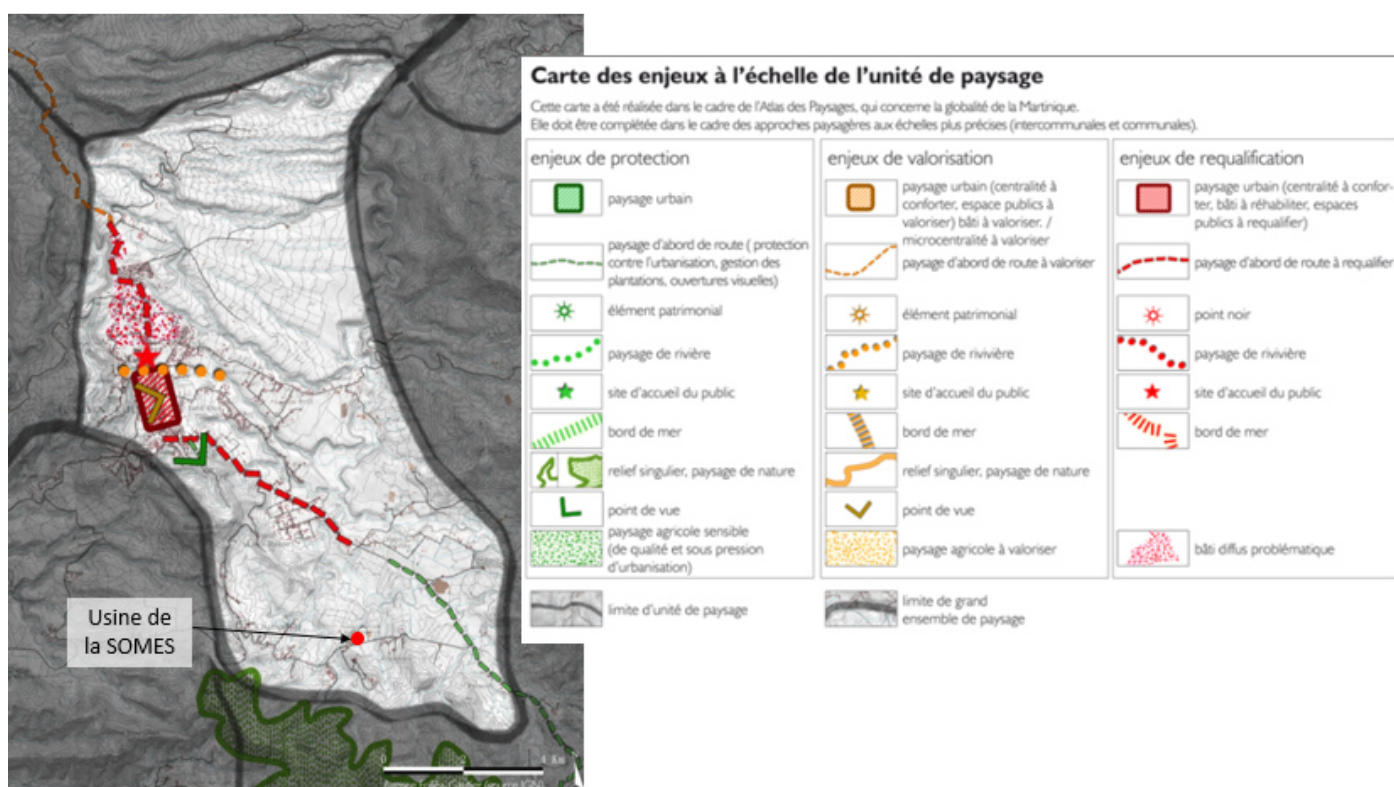 Carte des enjeux à l'échelle de l'unité de paysage
Cette carte a été réalisée dans le cadre de l'Atlas des Paysages, qui concerne la globalité de la Martinique.
Elle doit être complétée dans le cadre des approches paysagères aux échelles plus précises (intercommunales et communales).
enjeux de protection
paysage urbain
paysage d'abord de route ( protection
contre l'urbanisation, gestion des
plantations, ouvertures visuelles)
élément patrimonial
paysage de rivière
site d'accueil du public
bord de mer
relief singulier, paysage de nature
point de vue
paysage agricole sensible
(de qualité et sous pression
d'urbanisation)
limite d'unité de paysage
enjeux de valorisation
paysage urbain (centralité à
conforter, espace publics à
valoriser) bâti à valoriser. /
microcentralité à valoriser
paysage d'abord de route à valoriser
élément patrimonial
paysage de rivivière
site d'accueil du public
bord de mer
relief singulier, paysage de nature
point de vue
paysage agricole à valoriser
limite de grand
ensemble de paysage
enjeux de requalification
paysage urbain (centralité à confor-
ter, bâti à réhabiliter, espaces
publics à requalifier)
paysage d'abord de route à requalifier
point noir
paysage de rivivière
site d'accueil du public
bord de mer
bâti diffus problématique
Usine de
la SOMES
0 2 4 Km